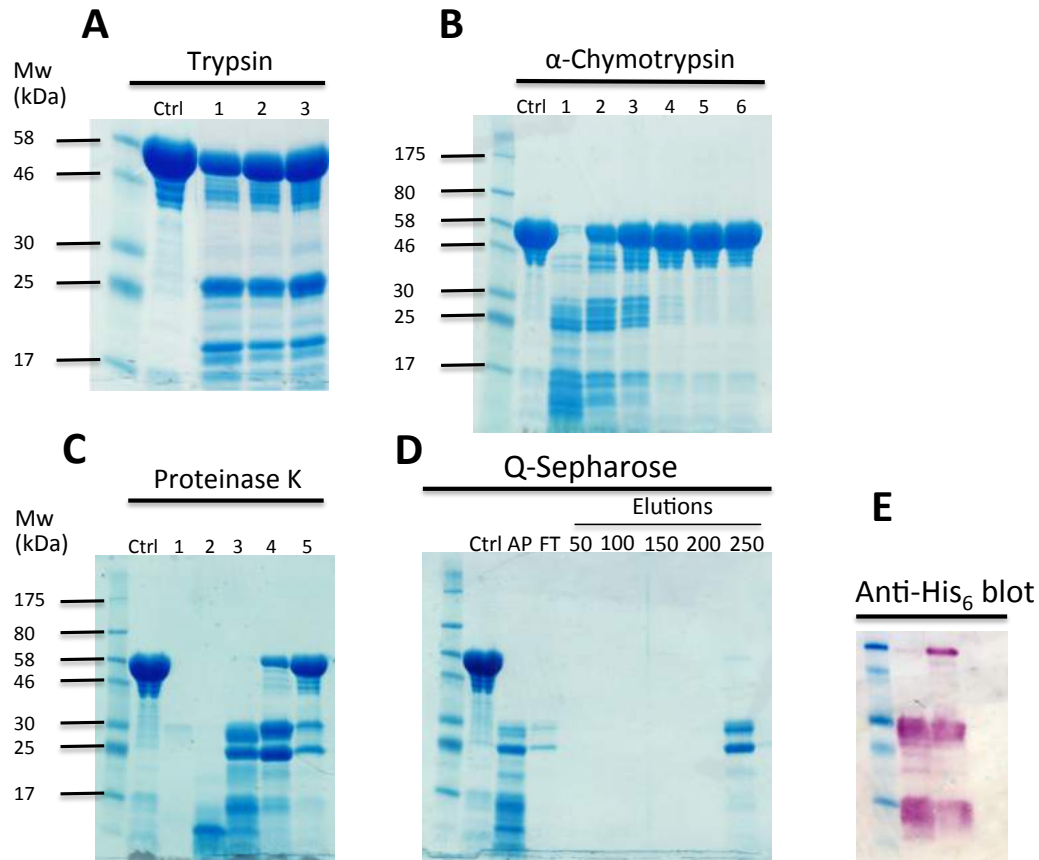 A
Trypsin
Mw
(kDa)
Ctrl 1 2 3
58
46
30
25
17
B
α-Chymotrypsin
Ctrl 1 2 3 4 5 6
175
80
58
46
30
25
17
C
Proteinase K
Mw
(kDa)
Ctrl 1 2 3 4 5
175
80
58
46
30
25
17
D
Q-Sepharose
Elutions
Ctrl AP FT 50 100 150 200 250
E
Anti-His6 blot